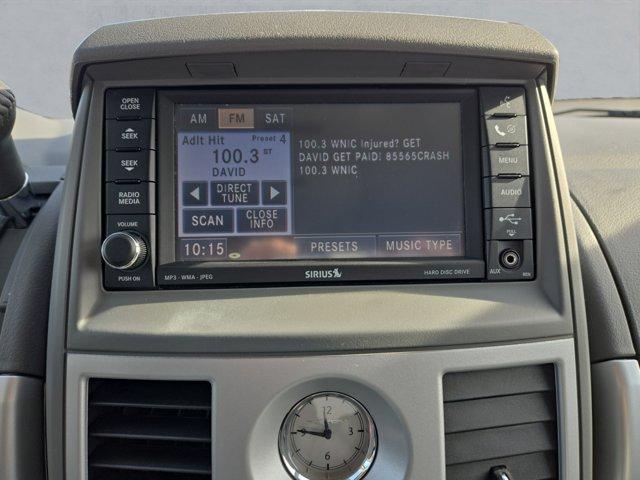 OPEN
CLOSE
SEEK
SEEK
RADIO
MEDIA
VOLUME
PUSH ON
AM FM SAT
Adlt Hit Preset 4
100.3 ST
DAVID
DIRECT
TUNE
SCAN
CLOSE
INFO
10:15
100.3 WNIC Injured? GET
DAVID GET PAID: 85565CRASH
100.3 WNIC
PRESETS
MUSIC TYPE
MP3 - WMA - JPEG
SIRIUS
HARD DISC DRIVE
MENU
AUDIO
PULL
AUX
REN
12
3
6
9